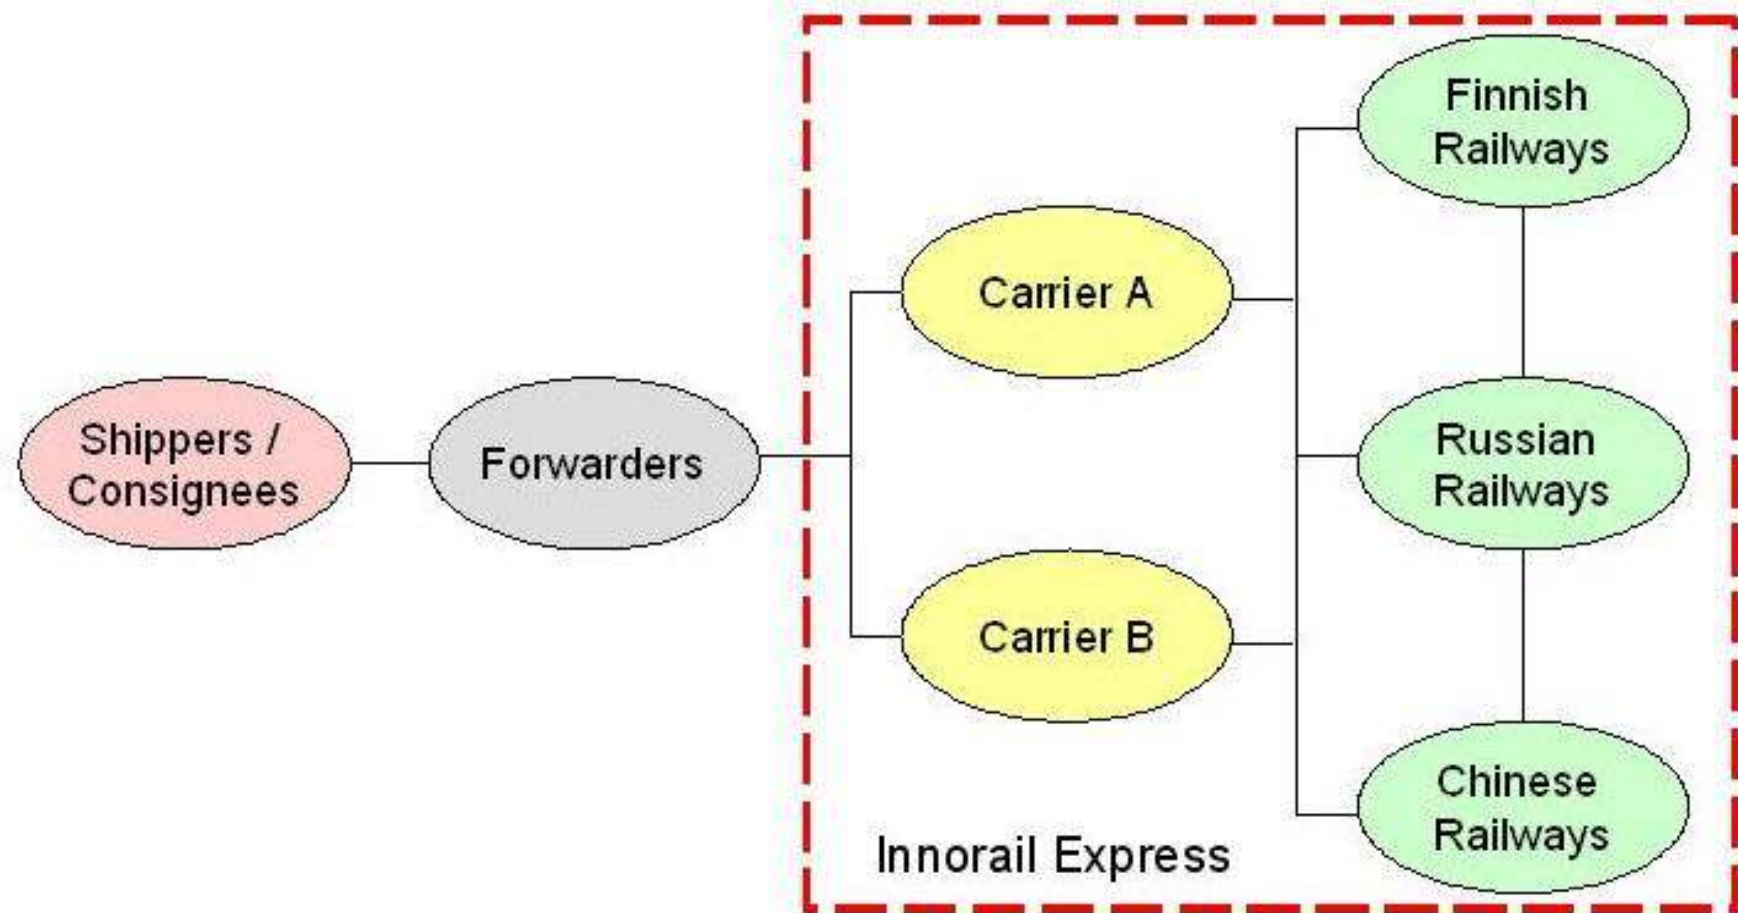 Finnish
Railways
Carrier A
Shippers /
Consignees
Forwarders
Russian
Railways
Carrier B
Chinese
Railways
Innorail Express